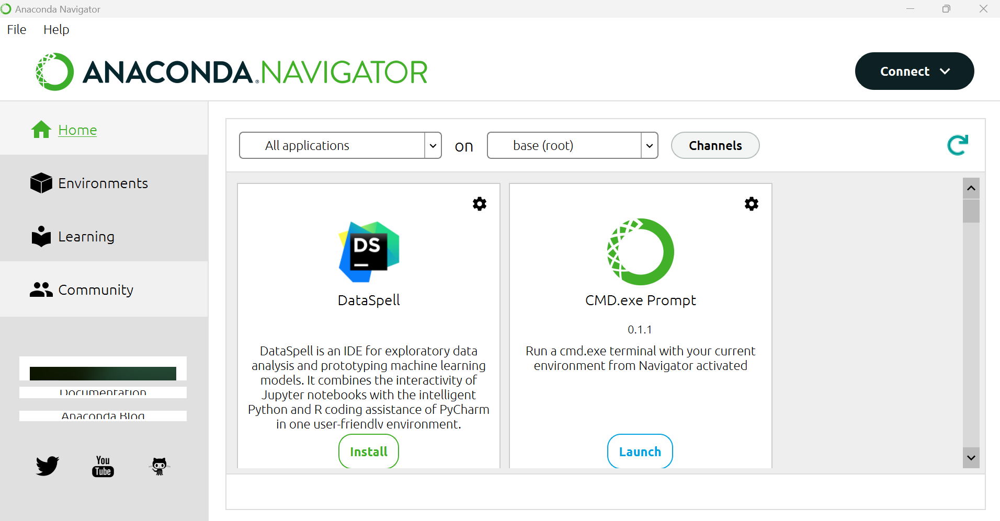 Anaconda Navigator
File Help
ANACONDA.NAVIGATOR
Connect
Home
Environments
Learning
Community
Documentation
Anaconda Blog
You
Tube
All applications on base (root) Channels
DS
DataSpell
DataSpell is an IDE for exploratory data
analysis and prototyping machine learning
models. It combines the interactivity of
Jupyter notebooks with the intelligent
Python and R coding assistance of PyCharm
in one user-friendly environment.
Install
CMD.exe Prompt
0.1.1
Run a cmd.exe terminal with your current
environment from Navigator activated
Launch